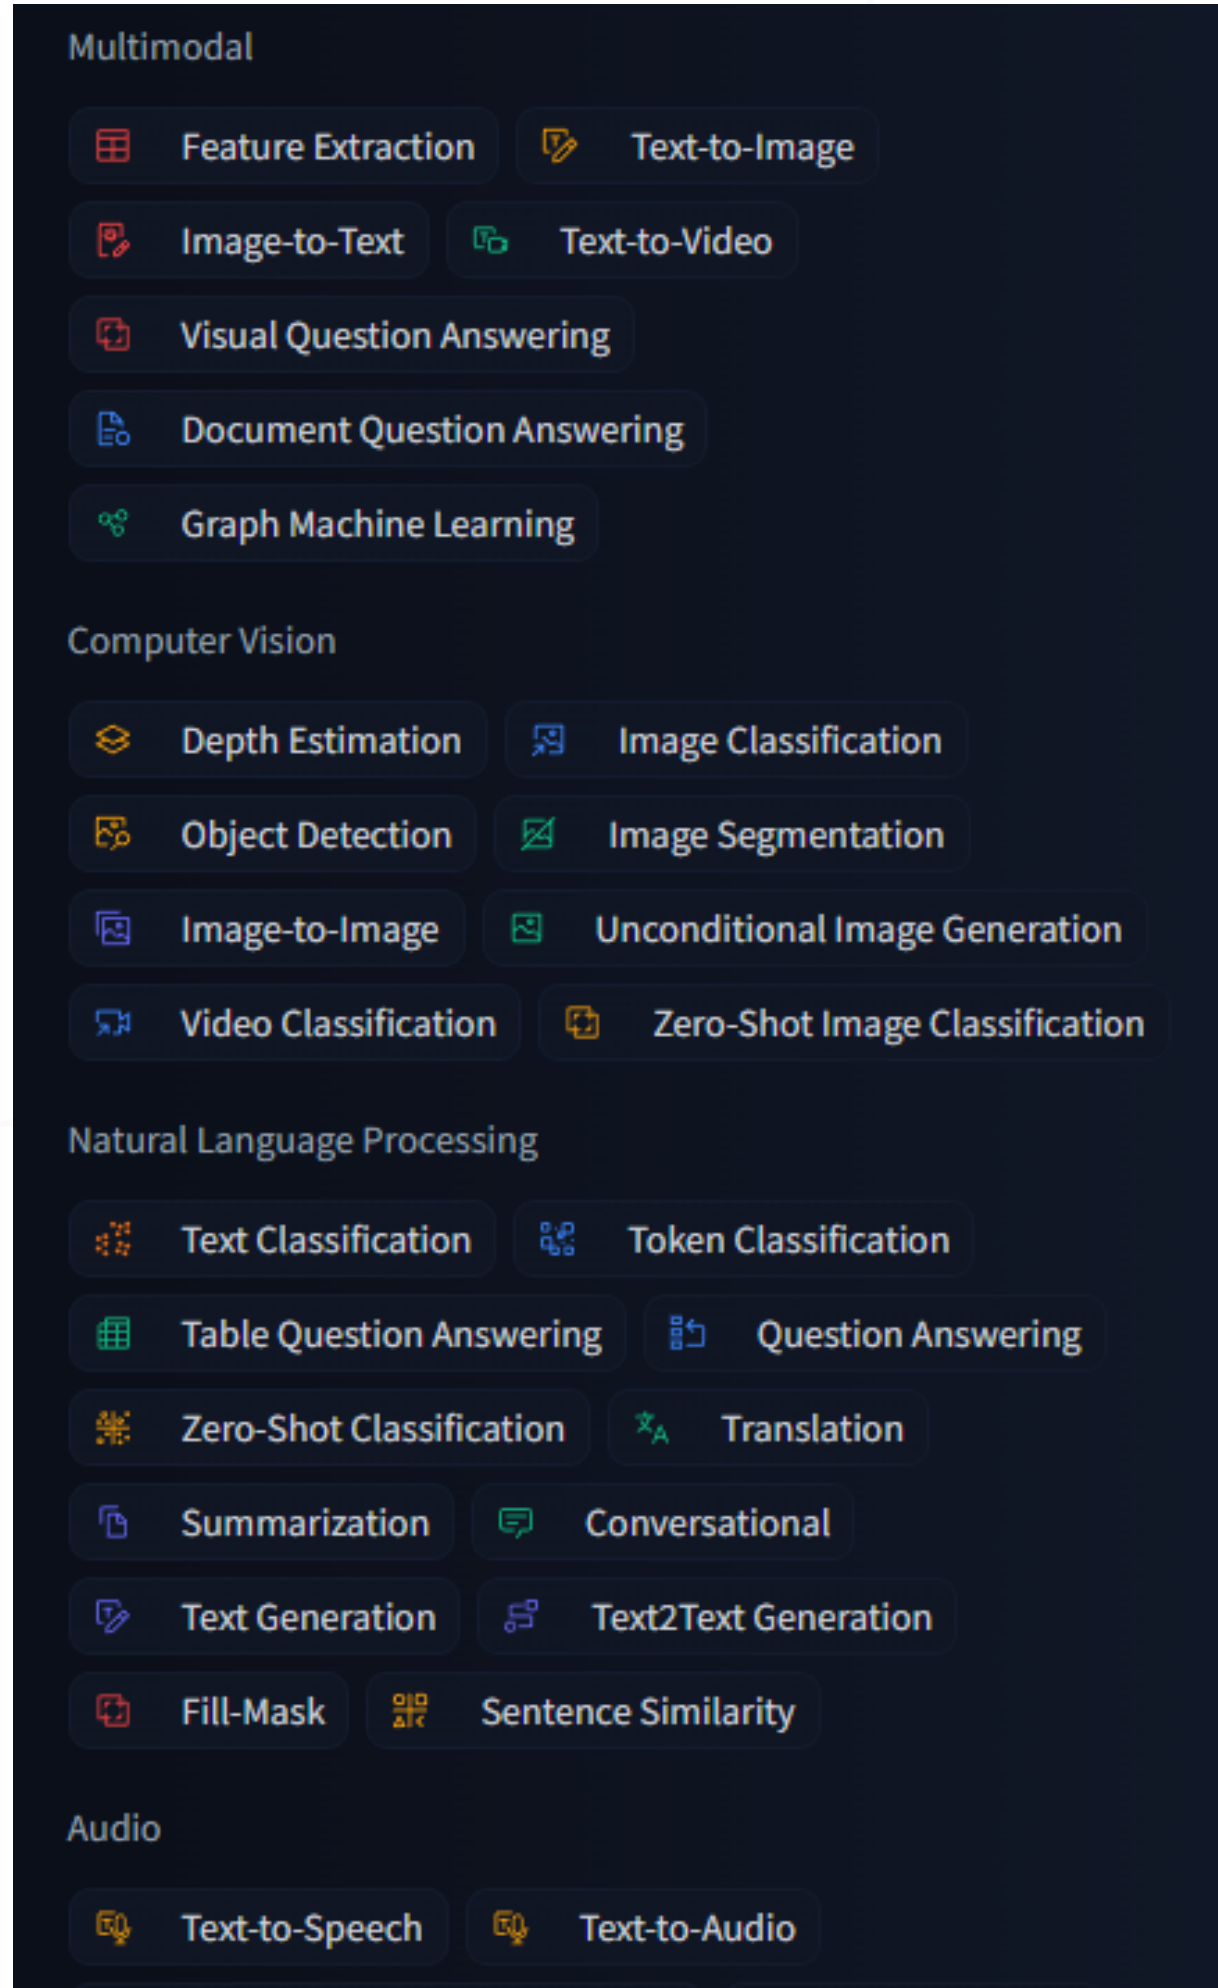 Multimodal
Feature Extraction Text-to-Image
Image-to-Text Text-to-Video
Visual Question Answering
Document Question Answering
Graph Machine Learning
Computer Vision
Depth Estimation Image Classification
Object Detection Image Segmentation
Image-to-Image Unconditional Image Generation
Video Classification Zero-Shot Image Classification
Natural Language Processing
Text Classification Token Classification
Table Question Answering Question Answering
Zero-Shot Classification Translation
Summarization Conversational
Text Generation Text2Text Generation
Fill-Mask Sentence Similarity
Audio
Text-to-Speech Text-to-Audio